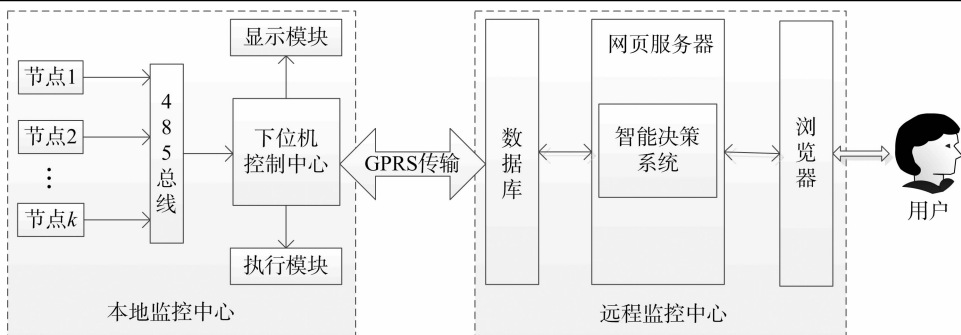 显示模块
节点1
节点2
⋮
节点k
485总线
下位机
控制中心
执行模块
本地监控中心
GPRS传输
数据库
网页服务器
智能决策
系统
浏览器
远程监控中心
用户